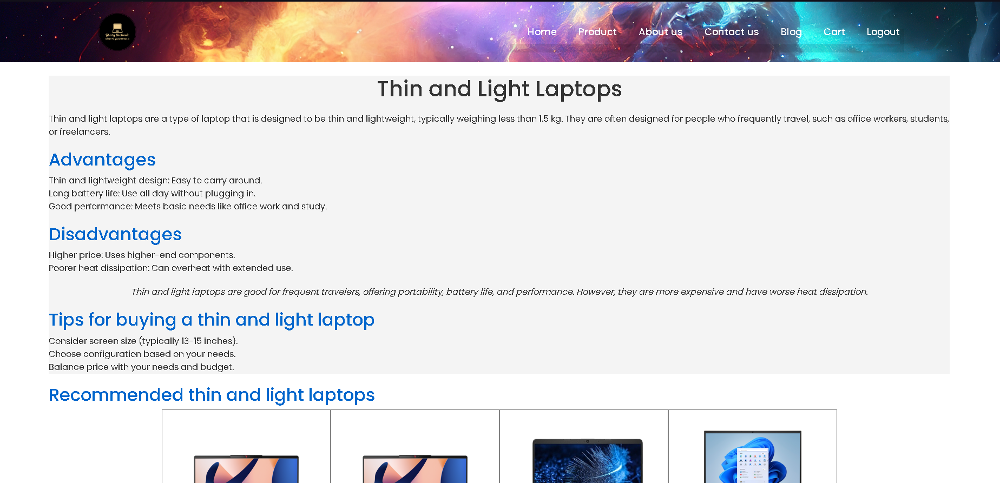 Liberty Electronic
Home Product About us Contact us Blog Cart Logout
Thin and Light Laptops
Thin and light laptops are a type of laptop that is designed to be thin and lightweight, typically weighing less than 1.5 kg. They are often designed for people who frequently travel, such as office workers, students,
or freelancers.
Advantages
Thin and lightweight design: Easy to carry around.
Long battery life: Use all day without plugging in.
Good performance: Meets basic needs like office work and study.
Disadvantages
Higher price: Uses higher-end components.
Poorer heat dissipation: Can overheat with extended use.
Thin and light laptops are good for frequent travelers, offering portability, battery life, and performance. However, they are more expensive and have worse heat dissipation.
Tips for buying a thin and light laptop
Consider screen size (typically 13-15 inches).
Choose configuration based on your needs.
Balance price with your needs and budget.
Recommended thin and light laptops